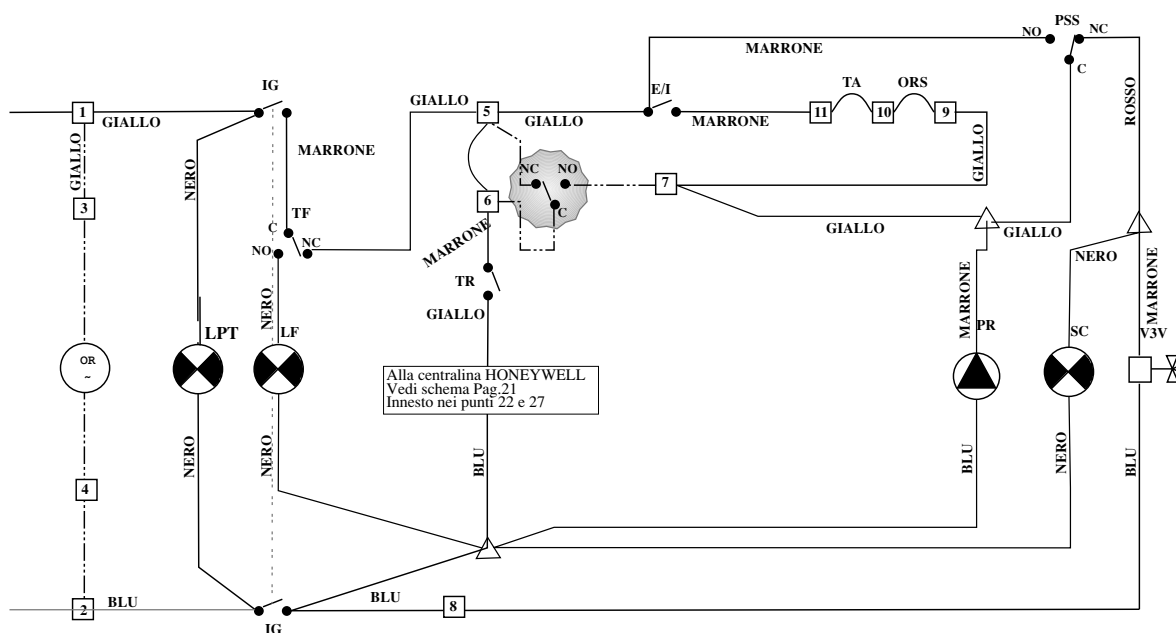 PSS
NO
NC
MARRONE
C
IG
TA
ORS
E/I
1
GIALLO
GIALLO
5
GIALLO
MARRONE
11
10
9
ROSSO
GIALLO
NERO
MARRONE
GIALLO
NC
NO
7
3
6
C
C
TF
NO
NC
MARRONE
GIALLO
GIALLO
NERO
TR
GIALLO
NERO
MARRONE
MARRONE
LPT
LF
PR
SC
V3V
OR
~
Alla centralina HONEYWELL
Vedi schema Pag.21
Innesto nei punti 22 e 27
NERO
NERO
BLU
BLU
NERO
BLU
4
2
BLU
BLU
8
IG